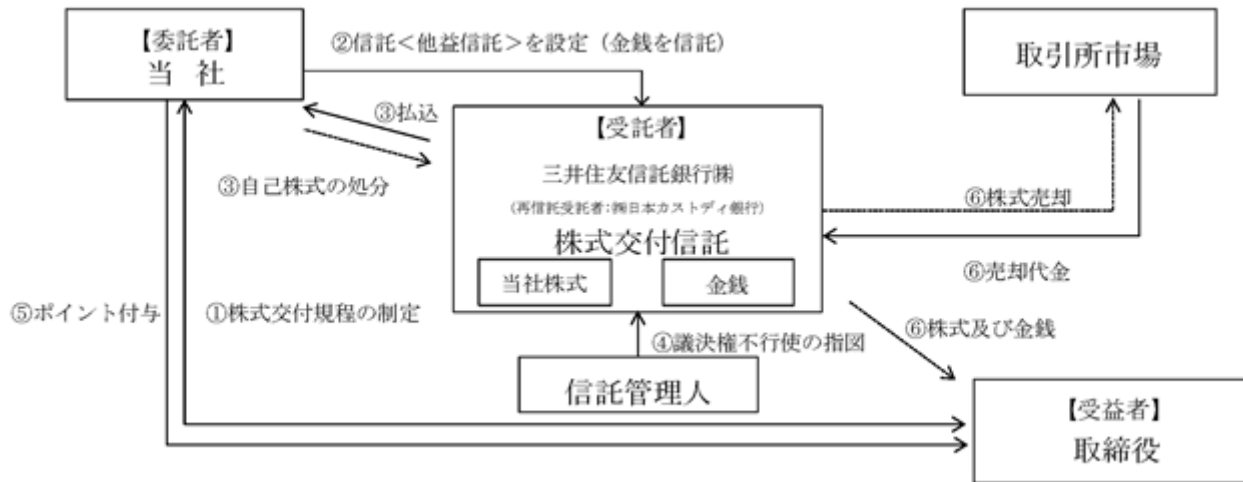 【委託者】
当 社
②信託<他益信託>を設定(金銭を信託)
取引所市場
③払込
【受託者】
三井住友信託銀行㈱
(再信託受託者:㈱日本カストディ銀行)
株式交付信託
当社株式
金銭
③自己株式の処分
⑥株式売却
⑥売却代金
⑤ポイント付与
①株式交付規程の制定
④議決権不行使の指図
⑥株式及び金銭
信託管理人
【受益者】
取締役